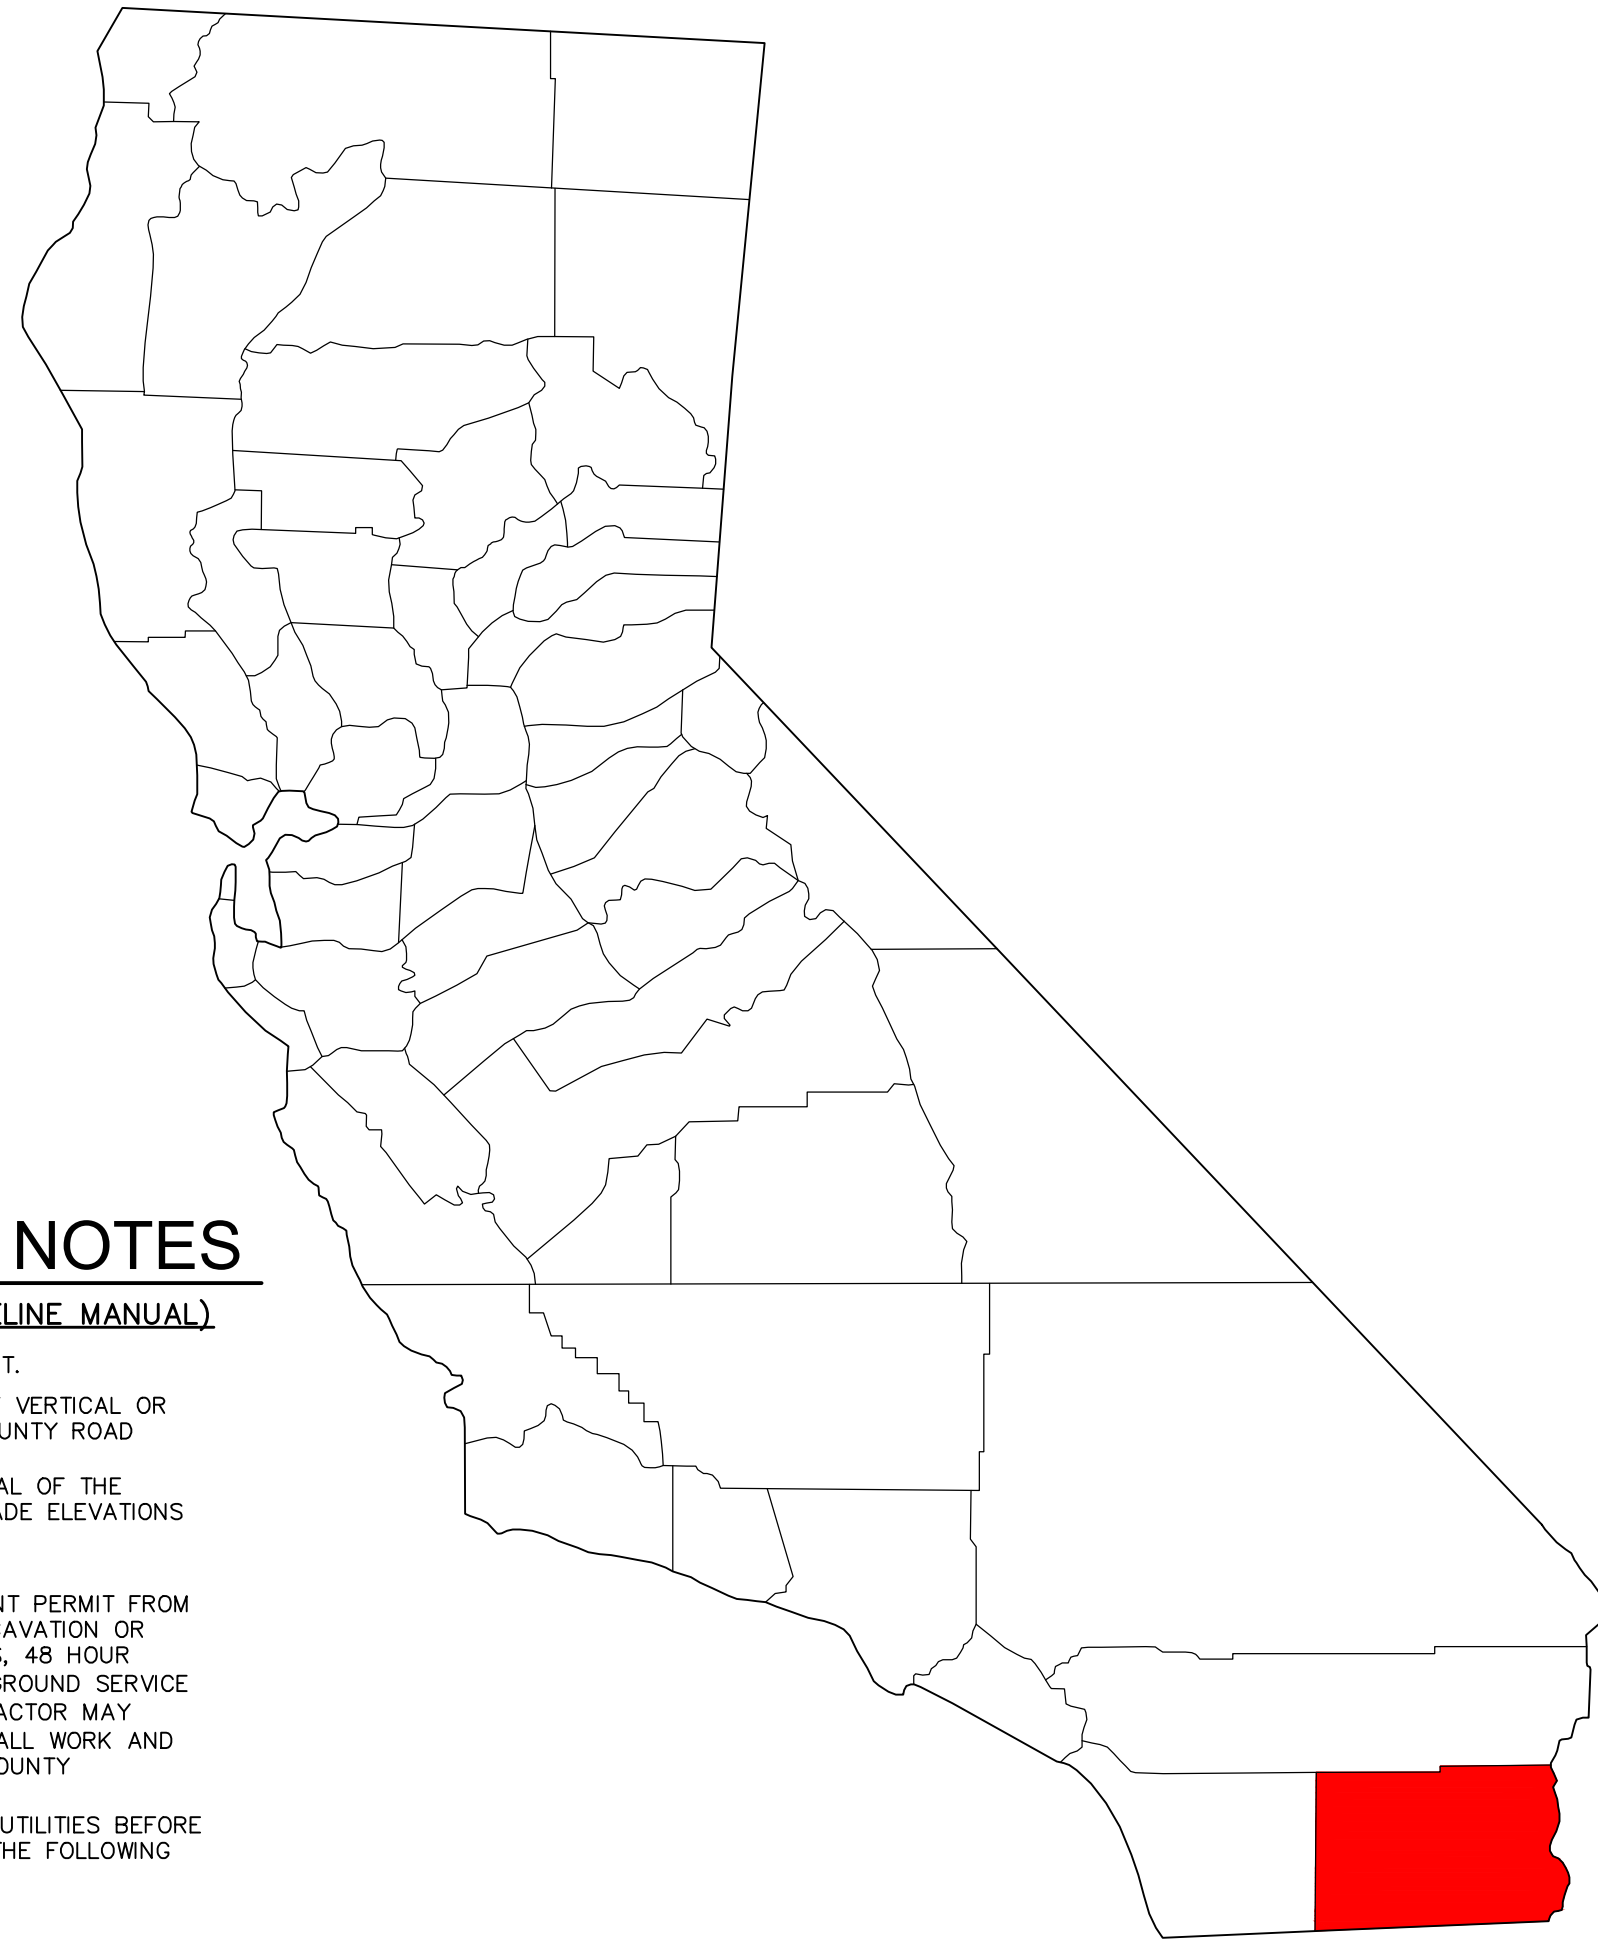 NOTES
LINE MANUAL)
T.
VERTICAL OR
UNTY ROAD
AL OF THE
ADE ELEVATIONS
NT PERMIT FROM
CAVATION OR
S, 48 HOUR
GROUND SERVICE
ACTOR MAY
ALL WORK AND
OUNTY
UTILITIES BEFORE
THE FOLLOWING